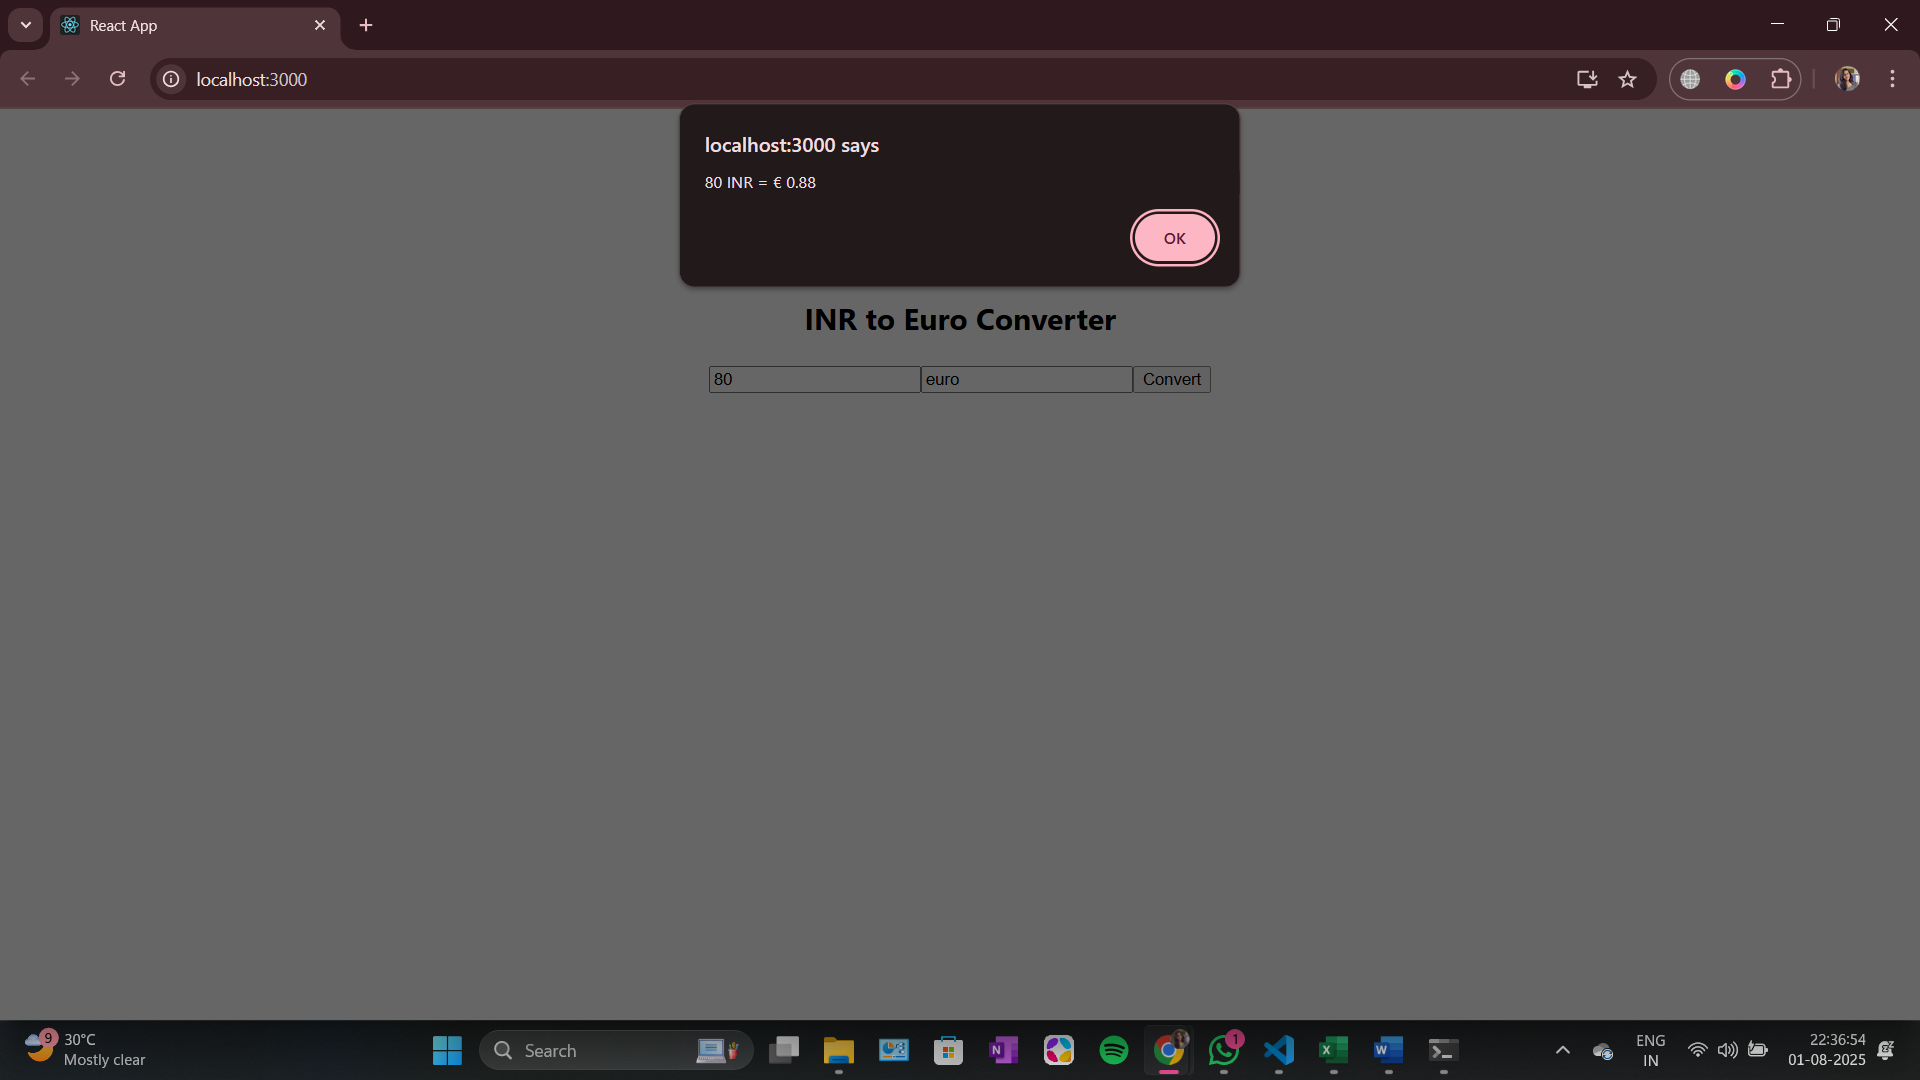 React App
localhost:3000
localhost:3000 says
80 INR = € 0.88
OK
INR to Euro Converter
80
euro
Convert
9
30°C
Mostly clear
Search
N
1
X
W
ENG
IN
22:36:54
01-08-2025